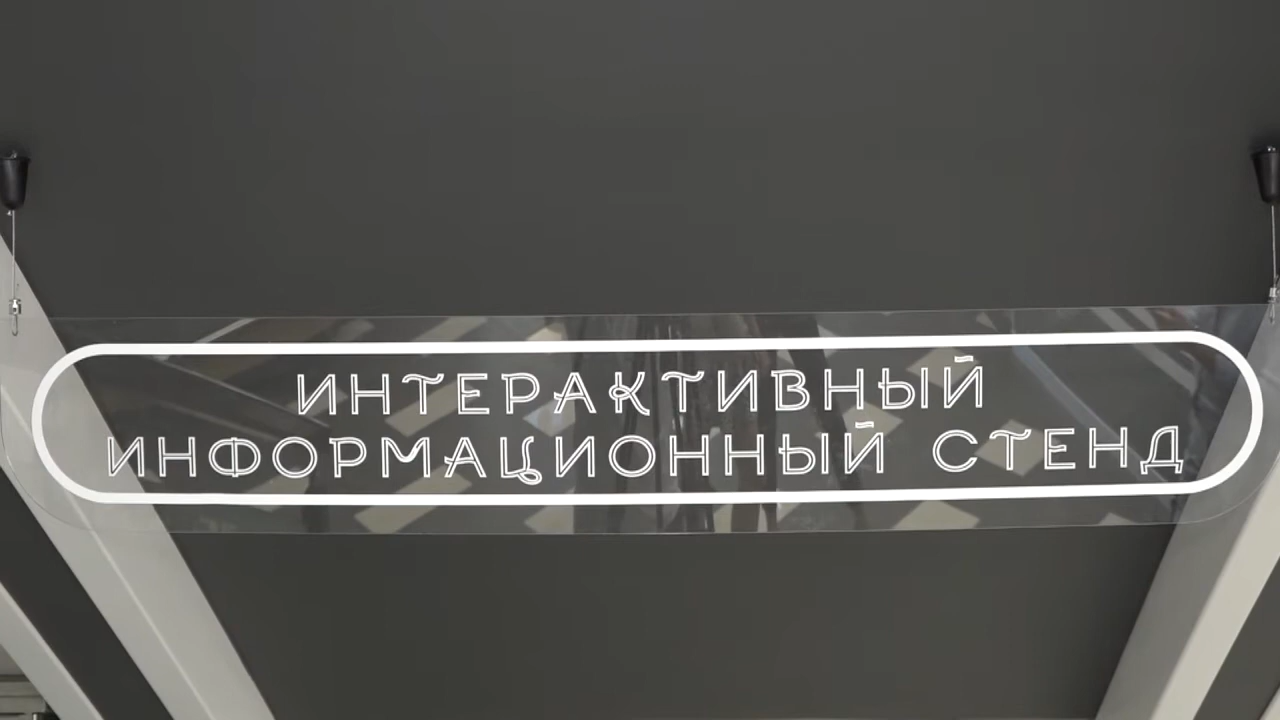 ИНТЕРАКТИВНЫЙ
ИНФОРМАЦИОННЫЙ СТЕНД